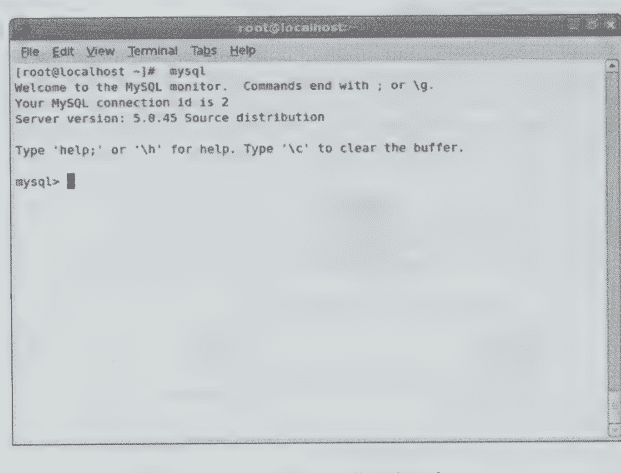 root@localhost:~
File Edit View Terminal Tabs Help
[root@localhost ~]# mysql
Welcome to the MySQL monitor. Commands end with ; or \g.
Your MySQL connection id is 2
Server version: 5.0.45 Source distribution
Type 'help;' or '\h' for help. Type '\c' to clear the buffer.
mysql>